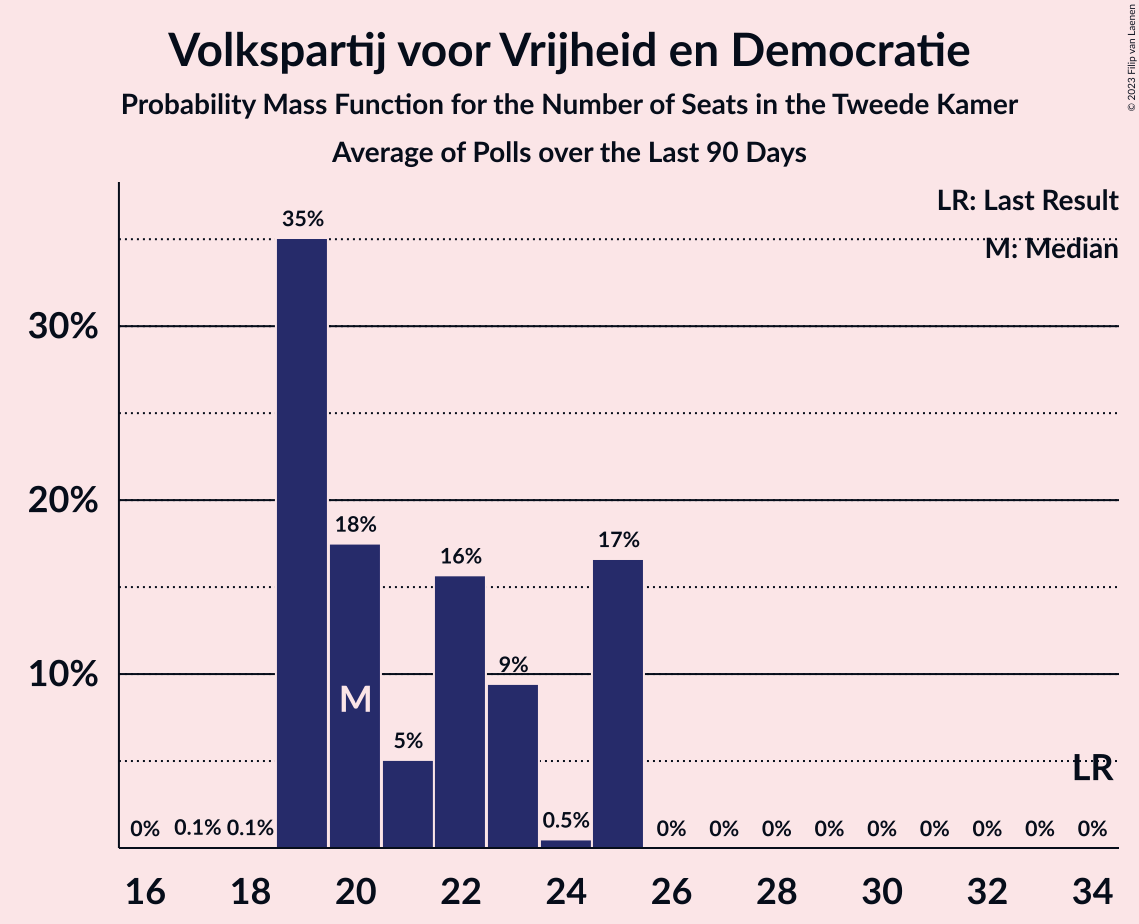 Volkspartij voor Vrijheid en Democratie
Probability Mass Function for the Number of Seats in the Tweede Kamer
Average of Polls over the Last 90 Days
© 2023 Filip van Laenen
LR: Last Result
M: Median
35%
30%
20%
18%
17%
16%
10%
9%
M
5%
LR
0% 0.1% 0.1% 0.5% 0% 0% 0% 0% 0% 0% 0% 0% 0%
16 18 20 22 24 26 28 30 32 34